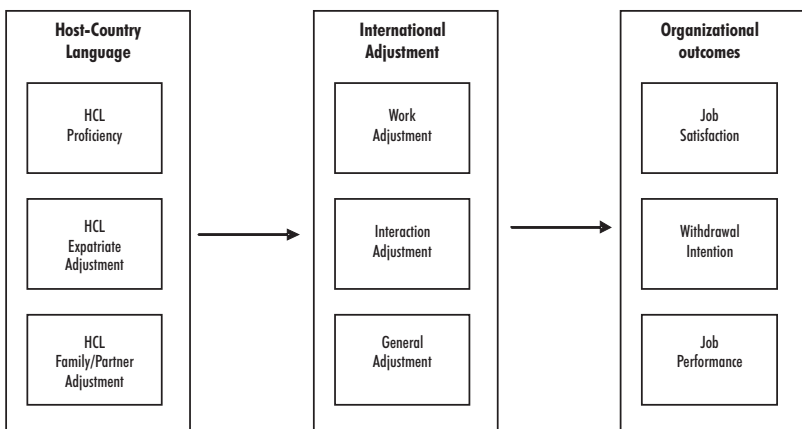 Host-Country
Language
HCL
Proficiency
HCL
Expatriate
Adjustment
HCL
Family/Partner
Adjustment
International
Adjustment
Work
Adjustment
Interaction
Adjustment
General
Adjustment
Organizational
outcomes
Job
Satisfaction
Withdrawal
Intention
Job
Performance